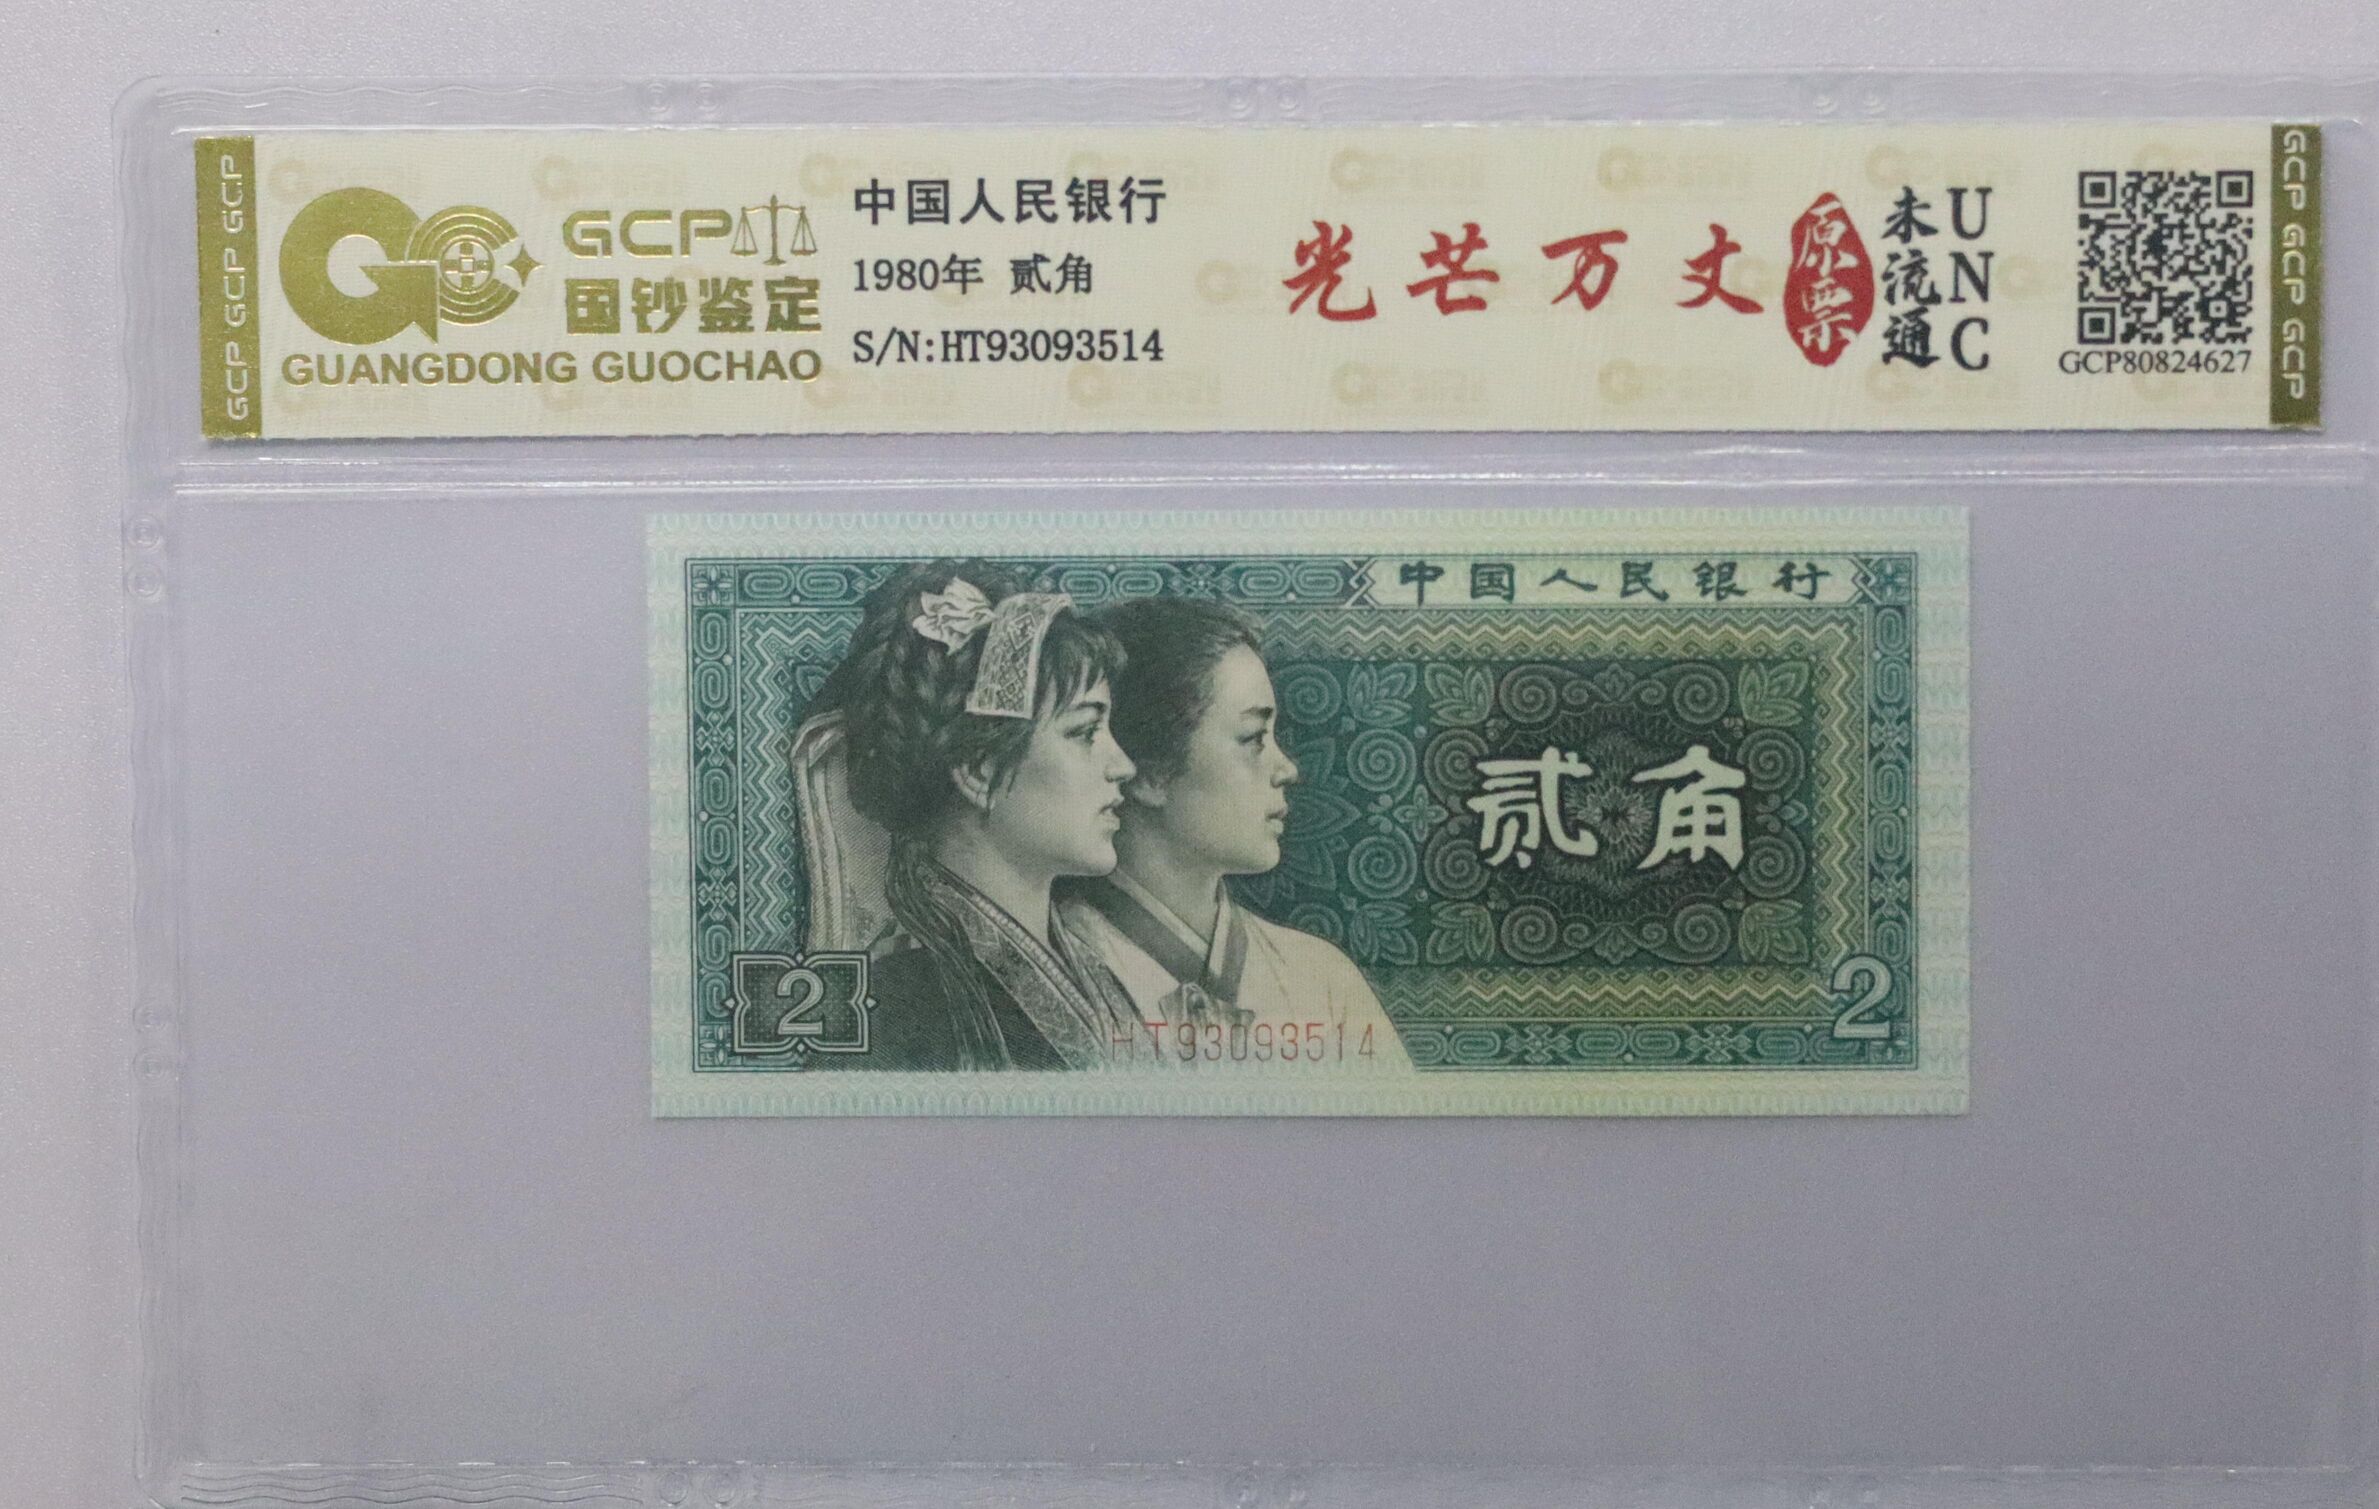 GCP GCP GCP
GCP
国钞鉴定
GUANGDONG GUOCHAO
中国人民银行
1980年 贰角
S/N:HT93093514
光芒万丈
原票
未流通
UNC
GCP80824627
GCP GCP GCP
中国人民银行
贰角
2
2
HT93093514